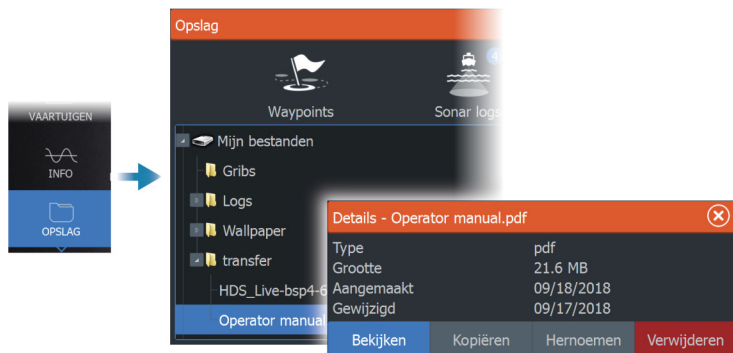 VAARTUIGEN
INFO
OPSLAG
Opslag
Waypoints
Sonar logs
Mijn bestanden
Gribs
Logs
Wallpaper
transfer
HDS_Live-bsp4-6
Operator manual
Details - Operator manual.pdf
Type pdf
Grootte 21.6 MB
Aangemaakt 09/18/2018
Gewijzigd 09/17/2018
Bekijken Kopiëren Hernoemen Verwijderen